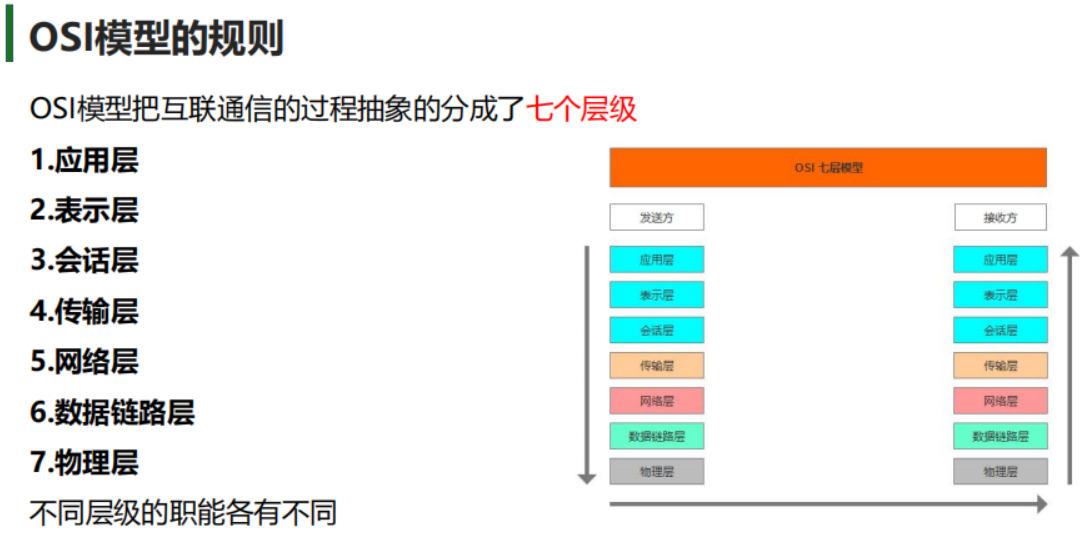 OSI模型的规则
OSI模型把互联通信的过程抽象的分成了七个层级
1.应用层
2.表示层
3.会话层
4.传输层
5.网络层
6.数据链路层
7.物理层
不同层级的职能各有不同
OSI 七层模型
发送方
接收方
应用层
应用层
表示层
表示层
会话层
会话层
传输层
传输层
网络层
网络层
数据链路层
数据链路层
物理层
物理层